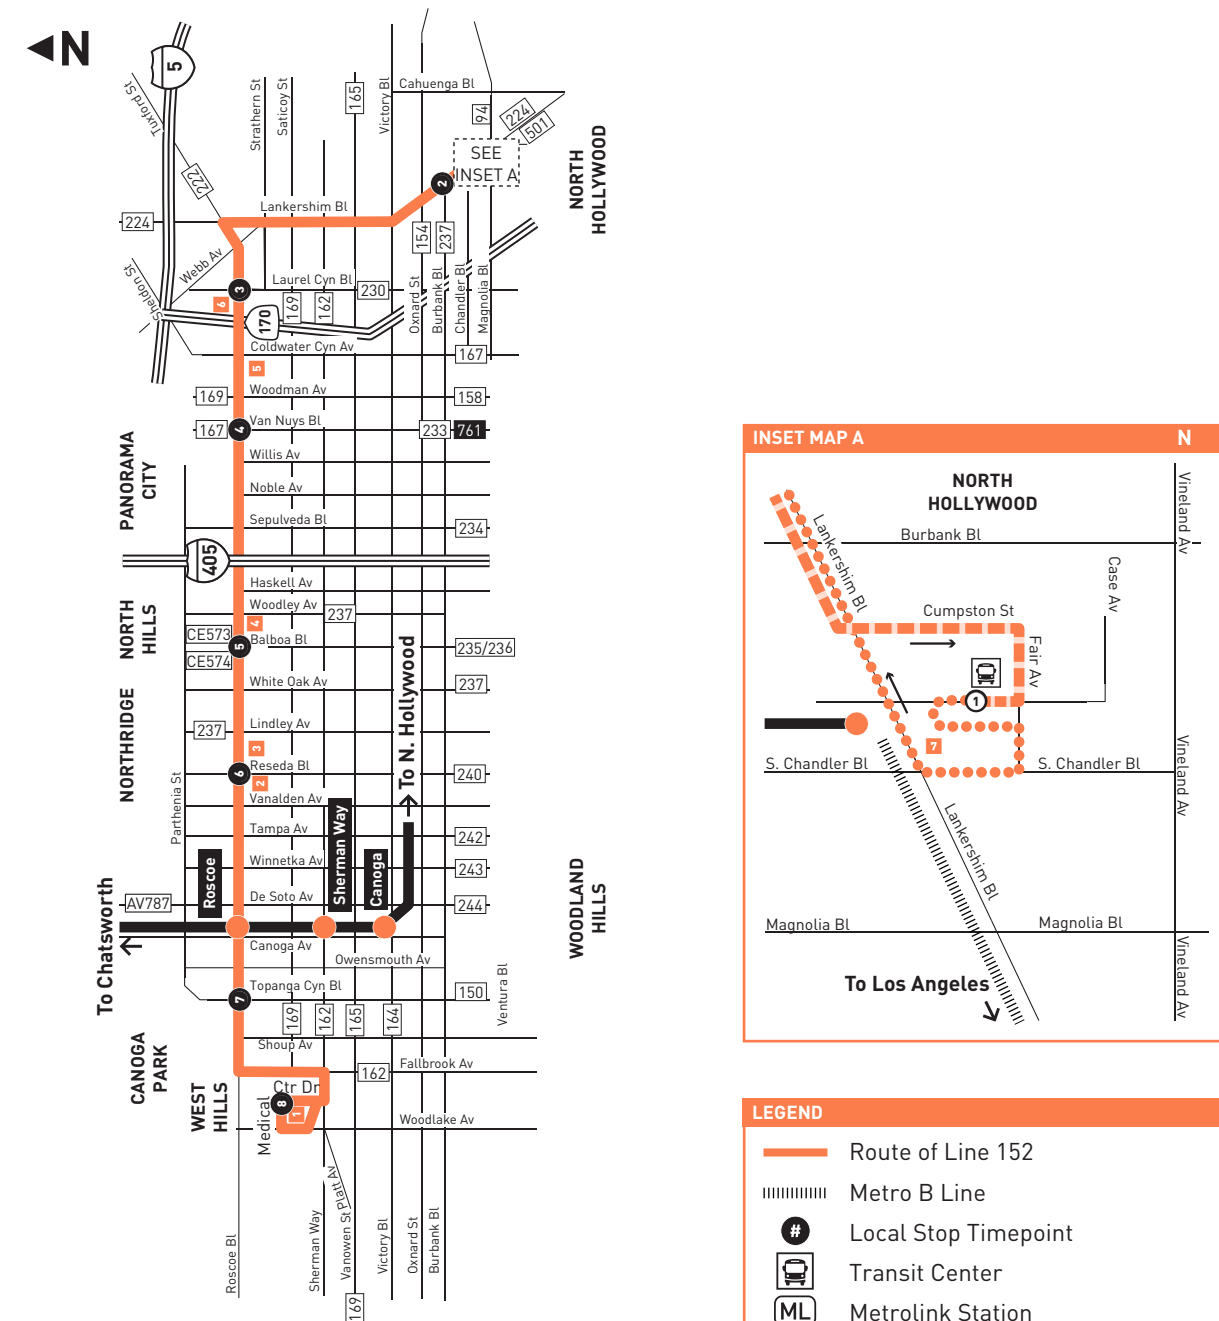 N
5
Tuxford St
Strathern St
Saticoy St
165
Victory Bl
Cahuenga Bl
94
224
501
SEE
INSET A
NORTH
HOLLYWOOD
222
2
Lankershim Bl
224
154
237
Webb Av
Sheldon St
3
Laurel Cyn Bl
230
6
169
162
170
Oxnard St
Burbank Bl
Chandler Bl
Magnolia Bl
Coldwater Cyn Av
167
5
169
Woodman Av
158
167
4
Van Nuys Bl
233
761
Willis Av
PANORAMA
CITY
Noble Av
Sepulveda Bl
234
405
Haskell Av
Woodley Av
237
4
NORTH
HILLS
CE573
5
Balboa Bl
235/236
CE574
White Oak Av
237
237
Lindley Av
3
NORTHRIDGE
6
Reseda Bl
240
2
Parthenia St
Vanalden Av
To N. Hollywood
Tampa Av
242
Winnetka Av
243
Roscoe
Sherman Way
Canoga
AV787
De Soto Av
244
WOODLAND
HILLS
To Chatsworth
Canoga Av
Owensmouth Av
7
Topanga Cyn Bl
150
Ventura Bl
169
162
165
164
CANOGA
PARK
Shoup Av
WEST
HILLS
162
Fallbrook Av
Ctr Dr
8
1
Medical
Woodlake Av
Platt Av
Roscoe Bl
Sherman Way
Vanowen St
Victory Bl
Oxnard St
Burbank Bl
169
INSET MAP A
N
NORTH
HOLLYWOOD
Vineland Av
Lankershim Bl
Burbank Bl
Case Av
Cumpston St
Fair Av
1
7
S. Chandler Bl
S. Chandler Bl
Vineland Av
Lankershim Bl
Magnolia Bl
Magnolia Bl
Vineland Av
To Los Angeles
LEGEND
Route of Line 152
Metro B Line
#
Local Stop Timepoint
Transit Center
ML
Metrolink Station